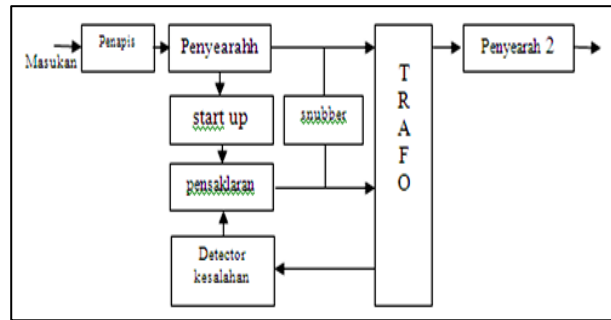 Masukan
Penapis
Penyearahh
start up
pensaklaran
Detector
kesalahan
snubber
T
R
A
F
O
Penyearah 2